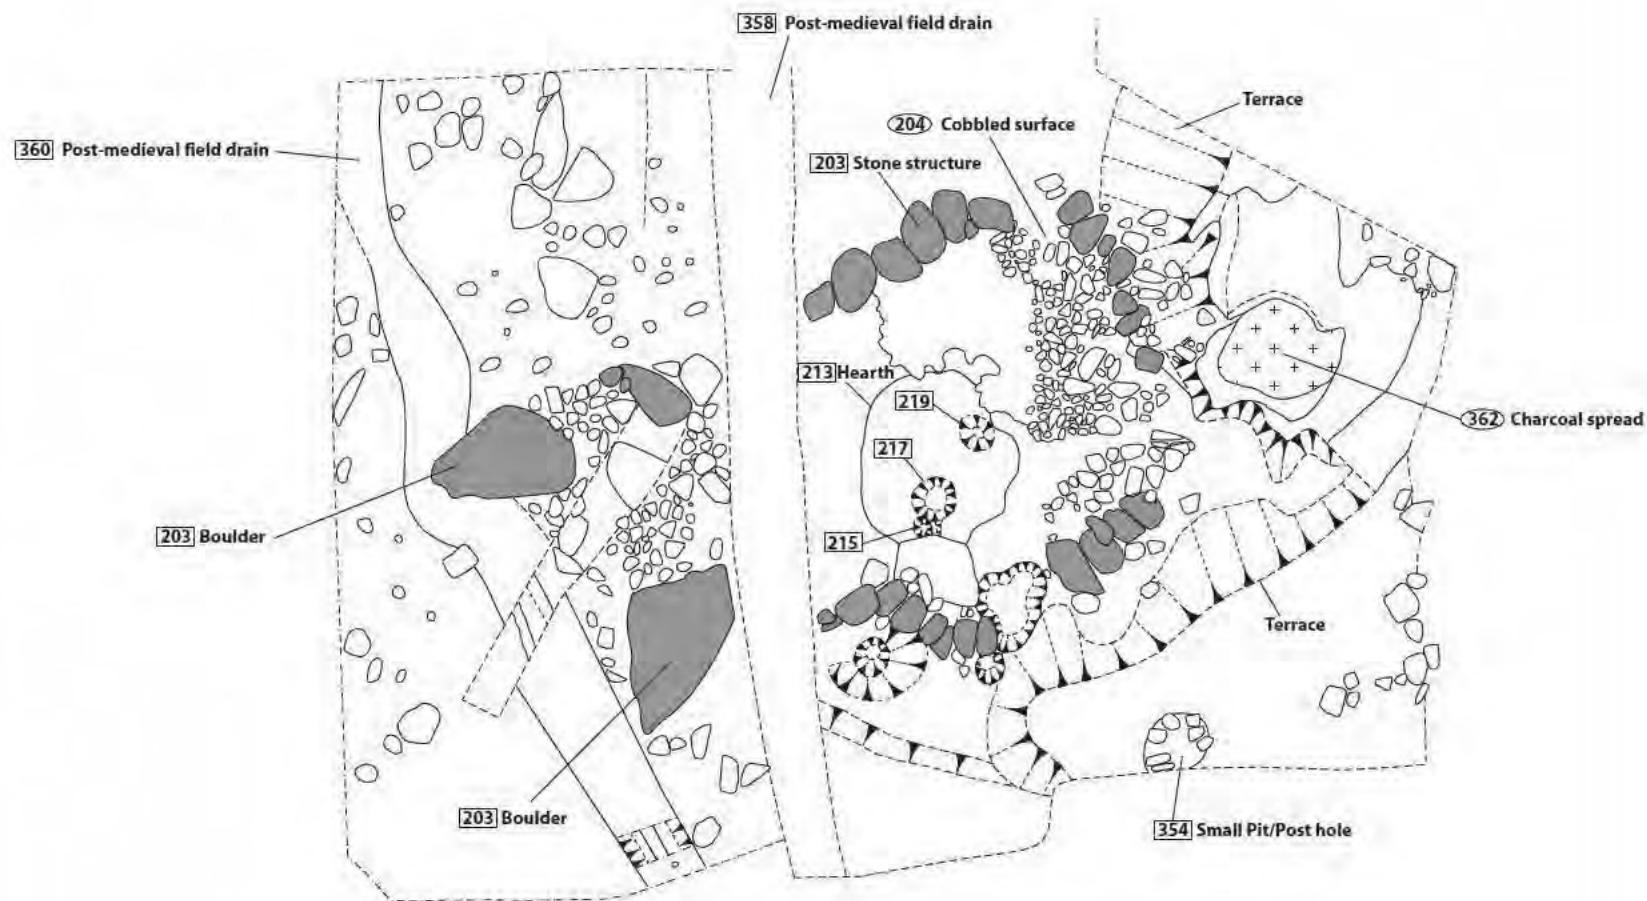 358 Post-medieval field drain
Terrace
204 Cobbled surface
360 Post-medieval field drain
203 Stone structure
213 Hearth
219
362 Charcoal spread
217
203 Boulder
215
Terrace
203 Boulder
354 Small Pit/Post hole